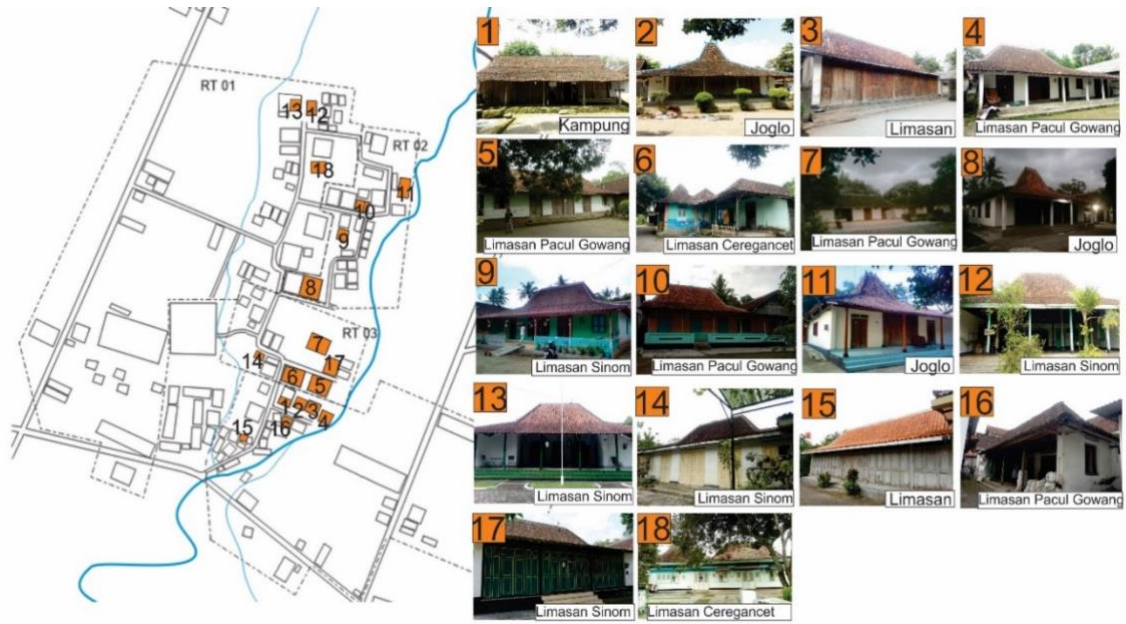 RT 01
13
12
RT 02
18
11
10
9
8
RT 03
7
14
17
6
5
1
2
3
4
16
15
1
Kampung
2
Joglo
3
Limasan
4
Limasan Pacul Gowang
5
Limasan Pacul Gowang
6
Limasan Ceregancet
7
Limasan Pacul Gowang
8
Joglo
9
Limasan Sinom
10
Limasan Pacul Gowang
11
Joglo
12
Limasan Sinom
13
Limasan Sinom
14
Limasan Sinom
15
Limasan
16
Limasan Pacul Gowang
17
Limasan Sinom
18
Limasan Ceregancet